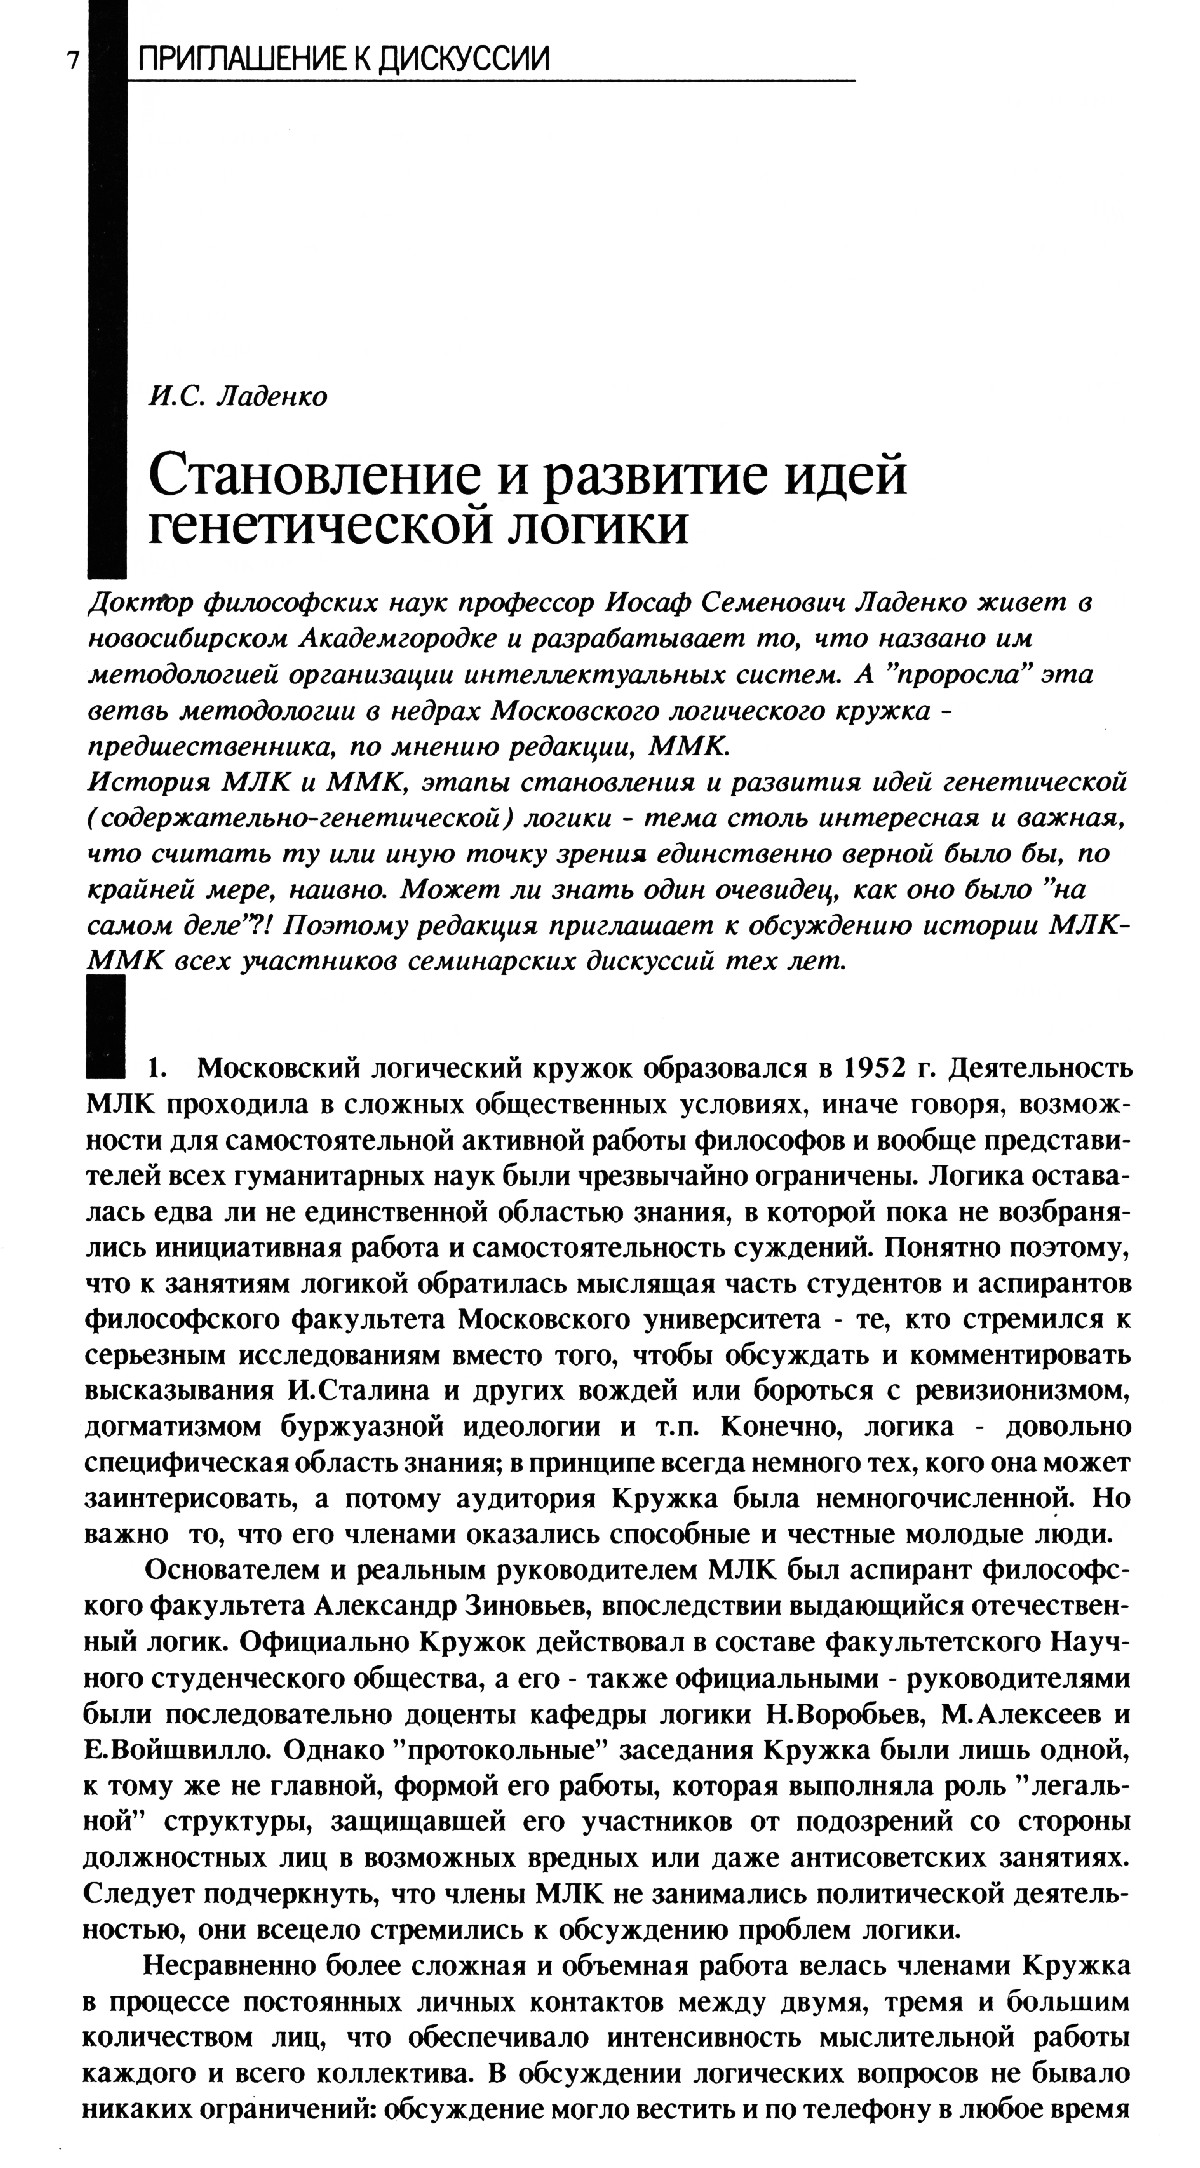 7
ПРИГЛАШЕНИЕ К ДИСКУССИИ
И.С. Ладенко
Становление и развитие идей
генетической логики
Доктор философских наук профессор Иосаф Семенович Ладенко живет в
новосибирском Академгородке и разрабатывает то, что названо им
методологией организации интеллектуальных систем. А ”проросла” эта
ветвь методологии в недрах Московского логического кружка -
предшественника, по мнению редакции, ММК.
История МЛК и ММК, этапы становления и развития идей генетической
(содержательно-генетической) логики - тема столь интересная и важная,
что считать ту или иную точку зрения единственно верной было бы, по
крайней мере, наивно. Может ли знать один очевидец, как оно было ”на
самом деле”?! Поэтому редакция приглашает к обсуждению истории МЛК-
ММК всех участников семинарских дискуссий тех лет.
1. Московский логический кружок образовался в 1952 г. Деятельность
МЛК проходила в сложных общественных условиях, иначе говоря, возмож-
ности для самостоятельной активной работы философов и вообще представи-
телей всех гуманитарных наук были чрезвычайно ограничены. Логика остава-
лась едва ли не единственной областью знания, в которой пока не возбраня-
лись инициативная работа и самостоятельность суждений. Понятно поэтому,
что к занятиям логикой обратилась мыслящая часть студентов и аспирантов
философского факультета Московского университета - те, кто стремился к
серьезным исследованиям вместо того, чтобы обсуждать и комментировать
высказывания И.Сталина и других вождей или бороться с ревизионизмом,
догматизмом буржуазной идеологии и т.п. Конечно, логика - довольно
специфическая область знания; в принципе всегда немного тех, кого она может
заинтерисовать, а потому аудитория Кружка была немногочисленной. Но
важно то, что его членами оказались способные и честные молодые люди.
Основателем и реальным руководителем МЛК был аспирант философс-
кого факультета Александр Зиновьев, впоследствии выдающийся отечествен-
ный логик. Официально Кружок действовал в составе факультетского Науч-
ного студенческого общества, а его - также официальными - руководителями
были последовательно доценты кафедры логики Н.Воробьев, М.Алексеев и
Е.Войшвилло. Однако ”протокольные” заседания Кружка были лишь одной,
к тому же не главной, формой его работы, которая выполняла роль ”легаль-
ной” структуры, защищавшей его участников от подозрений со стороны
должностных лиц в возможных вредных или даже антисоветских занятиях.
Следует подчеркнуть, что члены МЛК не занимались политической деятель-
ностью, они всецело стремились к обсуждению проблем логики.
Несравненно более сложная и объемная работа велась членами Кружка
в процессе постоянных личных контактов между двумя, тремя и большим
количеством лиц, что обеспечивало интенсивность мыслительной работы
каждого и всего коллектива. В обсуждении логических вопросов не бывало
никаких ограничений: обсуждение могло вестить и по телефону в любое время